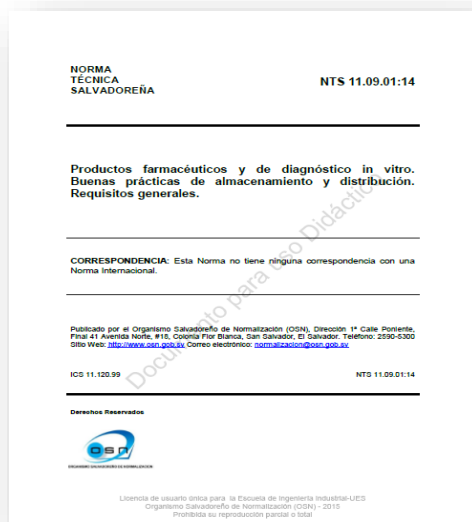 NORMA
TÉCNICA
SALVADOREÑA
NTS 11.09.01:14
Productos farmacéuticos y de diagnóstico in vitro.
Buenas prácticas de almacenamiento y distribución.
Requisitos generales.
CORRESPONDENCIA: Esta Norma no tiene ninguna correspondencia con una
Norma Internacional.
Documento para uso Didáctico
Publicado por el Organismo Salvadoreño de Normalización (OSN), Dirección 1ª Calle Poniente,
Final 41 Avenida Norte, #18, Colonia Flor Blanca, San Salvador, El Salvador. Teléfono: 2590-5300
Sitio Web: http://www.osn.gob.sv Correo electrónico: normalizacion@osn.gob.sv
ICS 11.120.99
NTS 11.09.01:14
Derechos Reservados
osn
ORGANISMO SALVADOREÑO DE NORMALIZACION
Licencia de usuario única para la Escuela de Ingeniería Industrial-UES
Organismo Salvadoreño de Normalización (OSN) - 2015
Prohibida su reproducción parcial o total